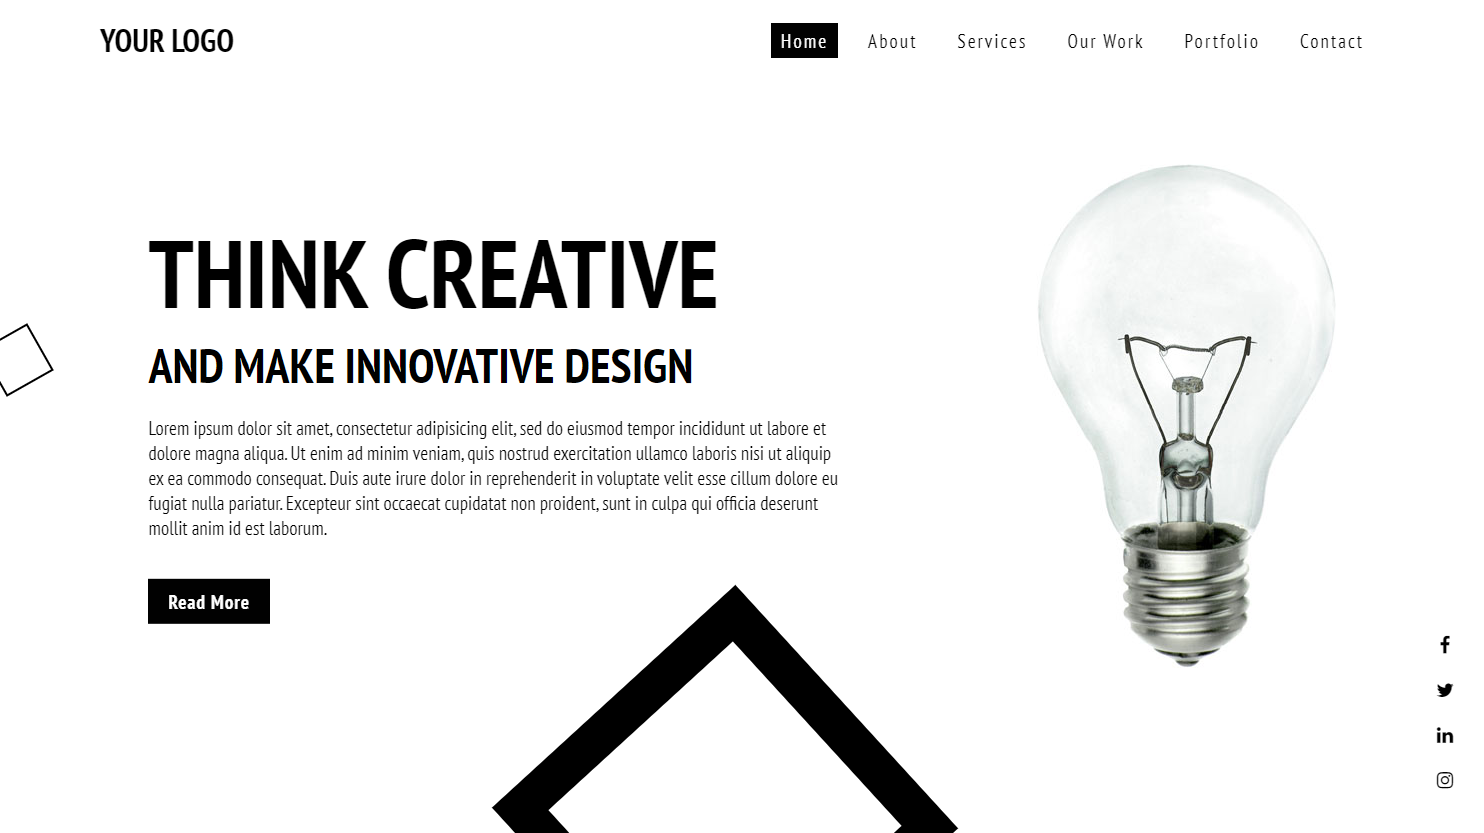 YOUR LOGO
Home About Services Our Work Portfolio Contact
THINK CREATIVE
AND MAKE INNOVATIVE DESIGN
Lorem ipsum dolor sit amet, consectetur adipisicing elit, sed do eiusmod tempor incididunt ut labore et
dolore magna aliqua. Ut enim ad minim veniam, quis nostrud exercitation ullamco laboris nisi ut aliquip
ex ea commodo consequat. Duis aute irure dolor in reprehenderit in voluptate velit esse cillum dolore eu
fugiat nulla pariatur. Excepteur sint occaecat cupidatat non proident, sunt in culpa qui officia deserunt
mollit anim id est laborum.
Read More